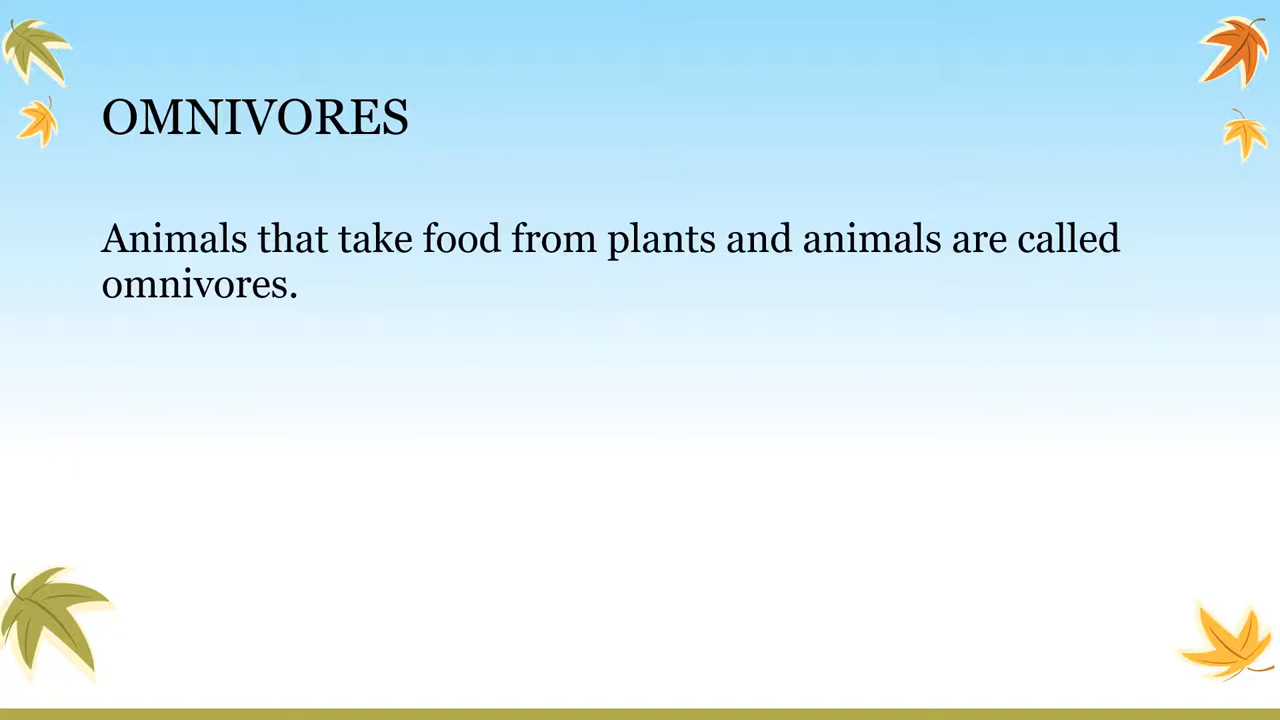 OMNIVORES
Animals that take food from plants and animals are called
omnivores.